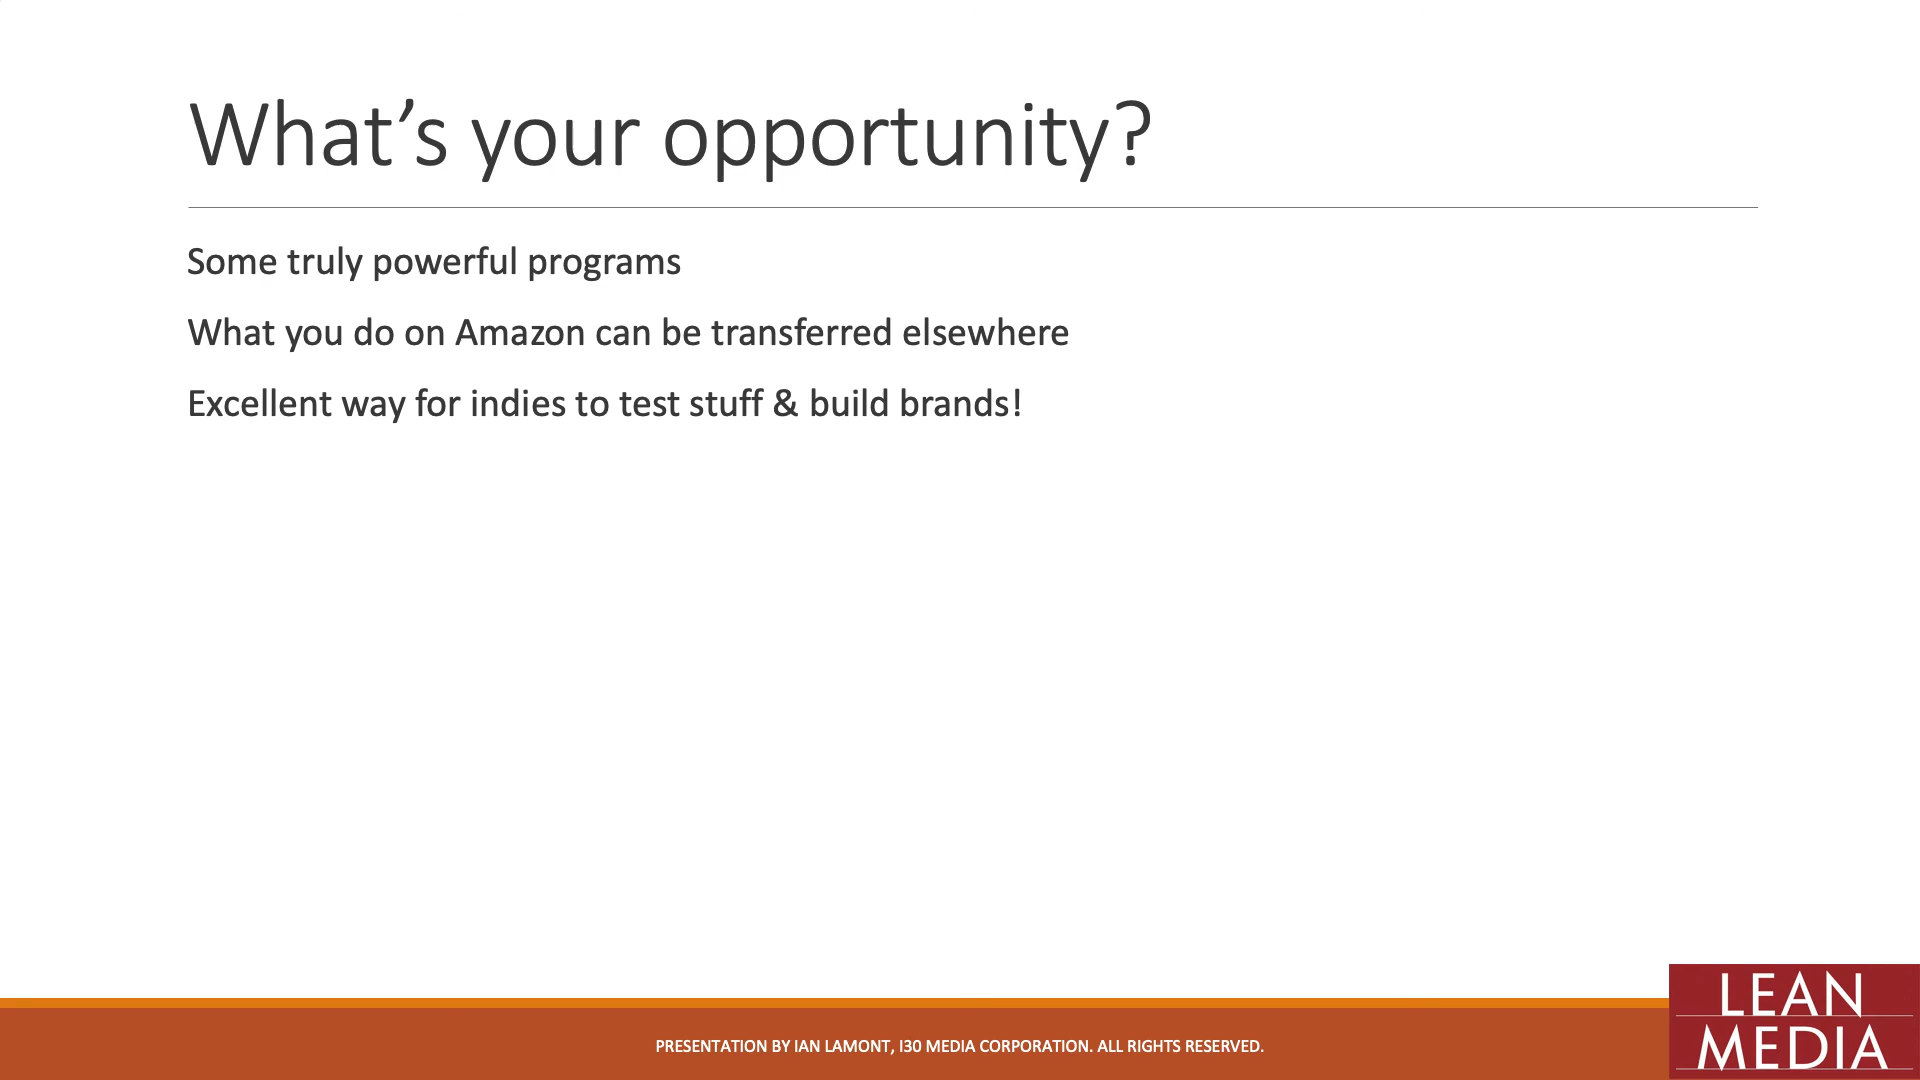 What’s your opportunity?
Some truly powerful programs
What you do on Amazon can be transferred elsewhere
Excellent way for indies to test stuff & build brands!
PRESENTATION BY IAN LAMONT, I30 MEDIA CORPORATION. ALL RIGHTS RESERVED.
LEAN
MEDIA